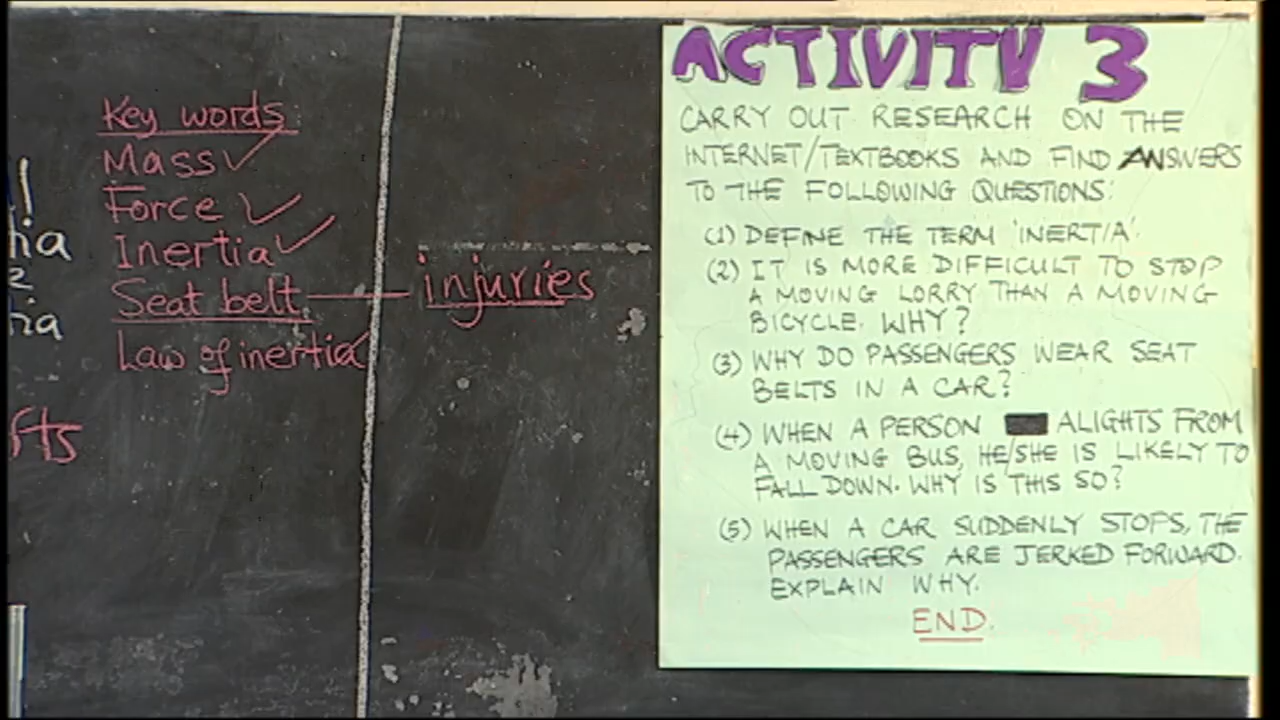 Key words
Mass✓
Force ✓
Inertia✓
Seat belt
Law of inertia
injuries
ACTIVITY 3
CARRY OUT RESEARCH ON THE
INTERNET/TEXTBOOKS AND FIND ANSWERS
TO THE FOLLOWING QUESTIONS:
(1) DEFINE THE TERM 'INERTIA'.
(2) IT IS MORE DIFFICULT TO STOP
A MOVING LORRY THAN A MOVING
BICYCLE. WHY?
(3) WHY DO PASSENGERS WEAR SEAT
BELTS IN A CAR?
(4) WHEN A PERSON ALIGHTS FROM
A MOVING BUS, HE/SHE IS LIKELY TO
FALL DOWN. WHY IS THIS SO?
(5) WHEN A CAR SUDDENLY STOPS, THE
PASSENGERS ARE JERKED FORWARD.
EXPLAIN WHY.
END.